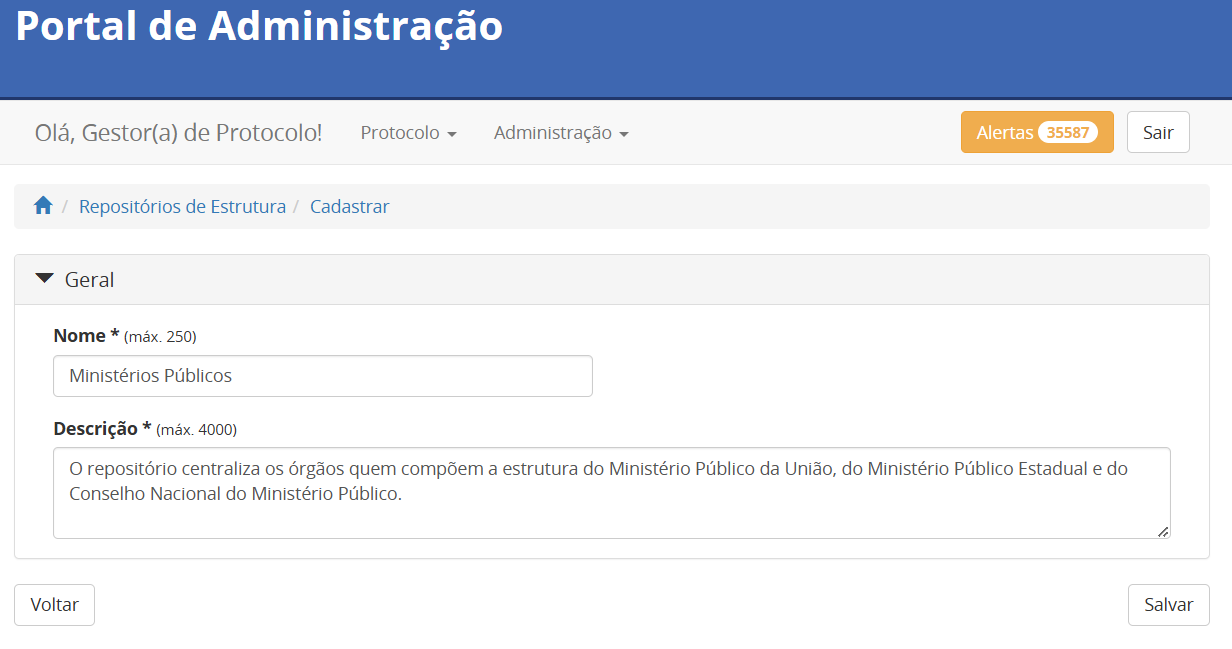 Portal de Administração
Olá, Gestor(a) de Protocolo! Protocolo Administração Alertas 35587 Sair
/ Repositórios de Estrutura / Cadastrar
Geral
Nome * (máx. 250)
Ministérios Públicos
Descrição * (máx. 4000)
O repositório centraliza os órgãos quem compõem a estrutura do Ministério Público da União, do Ministério Público Estadual e do
Conselho Nacional do Ministério Público.
Voltar Salvar